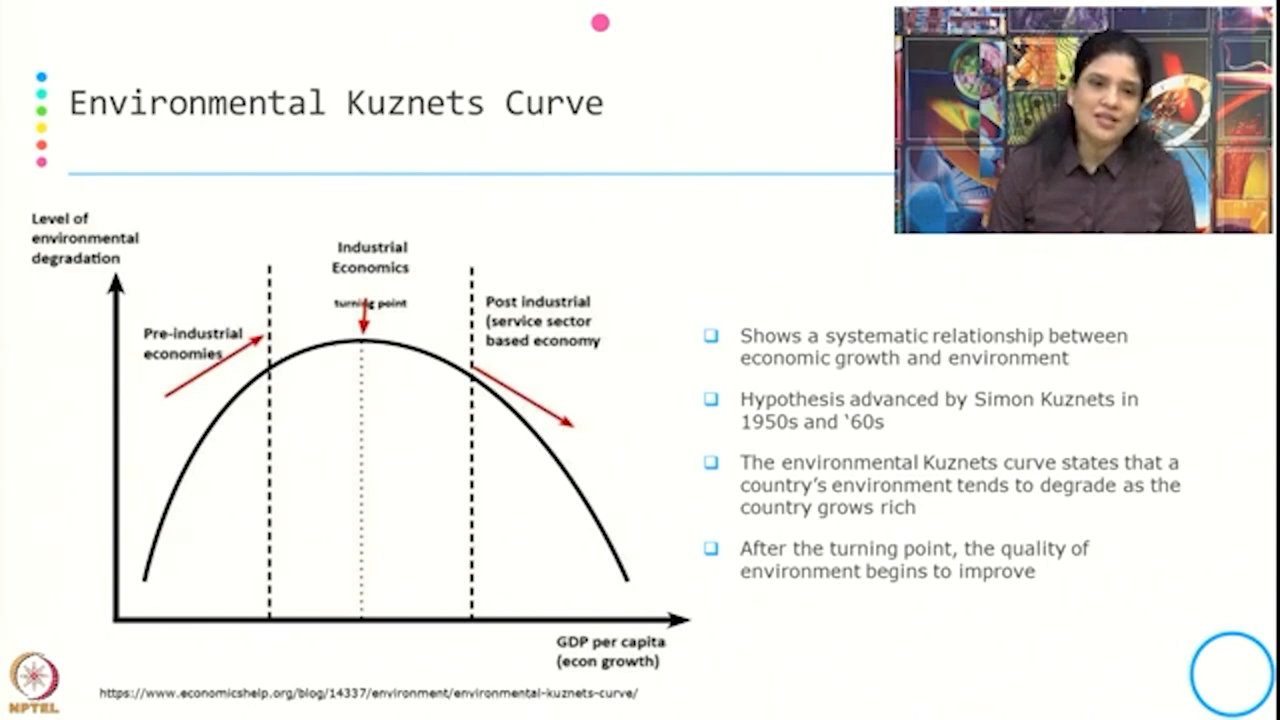 Environmental Kuznets Curve
Level of
environmental
degradation
Industrial
Economics
turning point
Pre-industrial
economies
Post industrial
(service sector
based economy
GDP per capita
(econ growth)
Shows a systematic relationship between
economic growth and environment
Hypothesis advanced by Simon Kuznets in
1950s and ‘60s
The environmental Kuznets curve states that a
country’s environment tends to degrade as the
country grows rich
After the turning point, the quality of
environment begins to improve
https://www.economicshelp.org/blog/14337/environment/environmental-kuznets-curve/
NPTEL